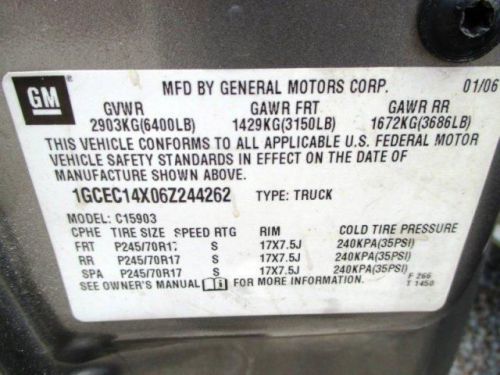 GM ®
MFD BY GENERAL MOTORS CORP. 01/06
GVWR GAWR FRT GAWR RR
2903KG(6400LB) 1429KG(3150LB) 1672KG(3686LB)
THIS VEHICLE CONFORMS TO ALL APPLICABLE U.S. FEDERAL MOTOR
VEHICLE SAFETY STANDARDS IN EFFECT ON THE DATE OF
MANUFACTURE SHOWN ABOVE.
1GCEC14X06Z244262 TYPE: TRUCK
MODEL: C15903
CPHE TIRE SIZE SPEED RTG RIM COLD TIRE PRESSURE
FRT P245/70R17 S 17X7.5J 240KPA(35PSI)
RR P245/70R17 S 17X7.5J 240KPA(35PSI)
SPA P245/70R17 S 17X7.5J 240KPA(35PSI)
SEE OWNER'S MANUAL FOR MORE INFORMATION. F 266
T 1450